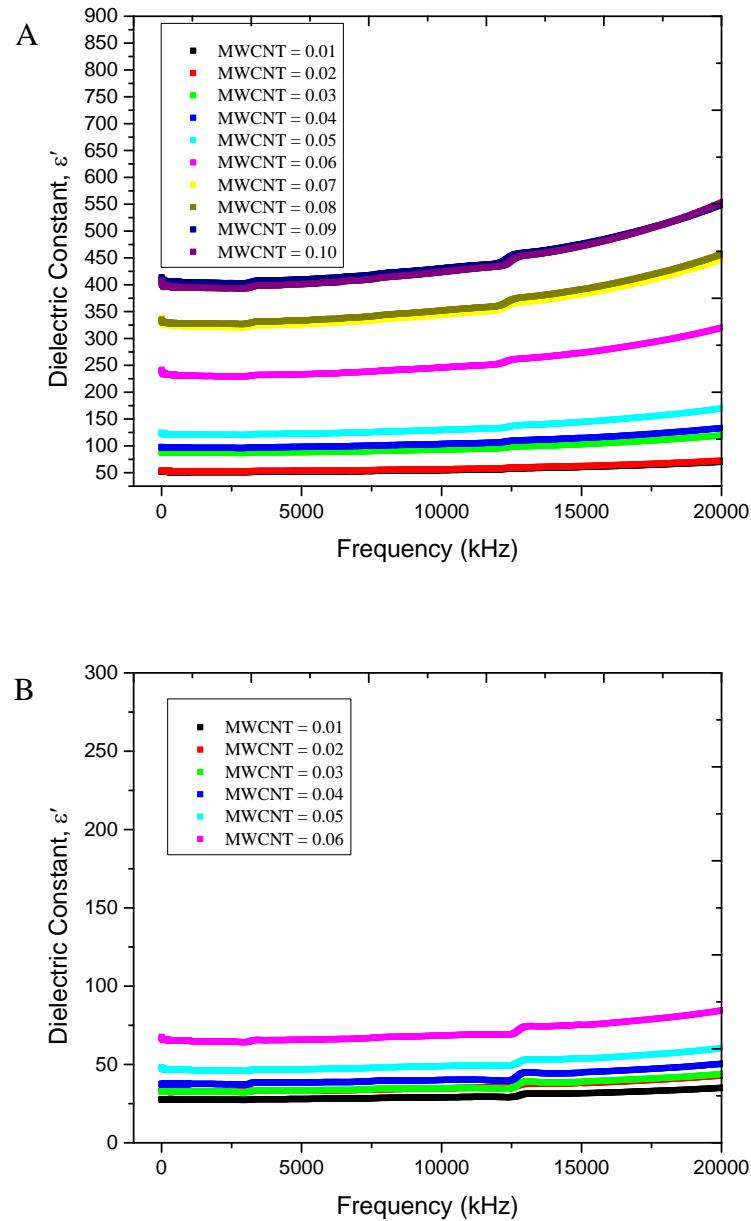 A
900
850
800
750
700
650
600
550
500
450
400
350
300
250
200
150
100
50
Dielectric Constant, ε′
MWCNT = 0.01
MWCNT = 0.02
MWCNT = 0.03
MWCNT = 0.04
MWCNT = 0.05
MWCNT = 0.06
MWCNT = 0.07
MWCNT = 0.08
MWCNT = 0.09
MWCNT = 0.10
0 5000 10000 15000 20000
Frequency (kHz)
B
300
250
200
150
100
50
0
Dielectric Constant, ε′
MWCNT = 0.01
MWCNT = 0.02
MWCNT = 0.03
MWCNT = 0.04
MWCNT = 0.05
MWCNT = 0.06
0 5000 10000 15000 20000
Frequency (kHz)